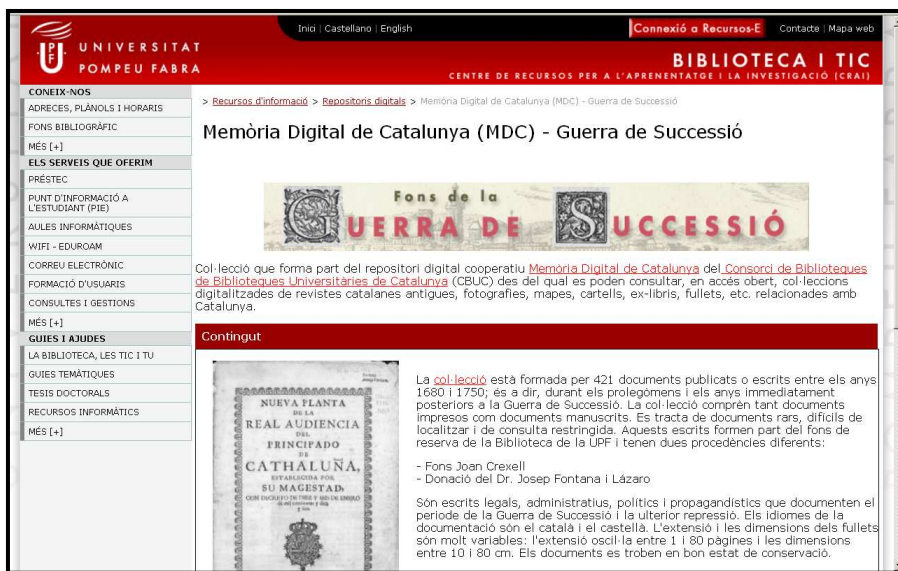 Inici | Castellano | English
Connexió a Recursos-E
Contacte | Mapa web
UNIVERSITAT
POMPEU FABRA
BIBLIOTECA I TIC
CENTRE DE RECURSOS PER A L'APRENENTATGE I LA INVESTIGACIÓ (CRAI)
CONEIX-NOS
ADRECES, PLÀNOLS I HORARIS
FONS BIBLIOGRÀFIC
MÉS [+]
ELS SERVEIS QUE OFERIM
PRÉSTEC
PUNT D'INFORMACIÓ A
L'ESTUDIANT (PIE)
AULES INFORMÀTIQUES
WIFI - EDUROAM
CORREU ELECTRÒNIC
FORMACIÓ D'USUARIS
CONSULTES I GESTIONS
MÉS [+]
GUIES I AJUDES
LA BIBLIOTECA, LES TIC I TU
GUIES TEMÀTIQUES
TESIS DOCTORALS
RECURSOS INFORMÀTICS
MÉS [+]
> Recursos d'informació > Repositoris digitals > Memòria Digital de Catalunya (MDC) - Guerra de Successió
Memòria Digital de Catalunya (MDC) - Guerra de Successió
Fons de la
GUERRA DE SUCCESSIÓ
Col·lecció que forma part del repositori digital cooperatiu Memòria Digital de Catalunya del Consorci de Biblioteques
de Biblioteques Universitàries de Catalunya (CBUC) des del qual es poden consultar, en accés obert, col·leccions
digitalitzades de revistes catalanes antigues, fotografies, mapes, cartells, ex-libris, fullets, etc. relacionades amb
Catalunya.
Contingut
NUEVA PLANTA
DE LA
REAL AUDIENCIA
DEL
PRINCIPADO
DE
CATHALUÑA,
ESTABLECIDA POR
SU MAGESTAD,
La col·lecció està formada per 421 documents publicats o escrits entre els anys
1680 i 1750; és a dir, durant els prolegòmens i els anys immediatament
posteriors a la Guerra de Successió. La col·lecció comprèn tant documents
impresos com documents manuscrits. Es tracta de documents rars, difícils de
localitzar i de consulta restringida. Aquests escrits formen part del fons de
reserva de la Biblioteca de la UPF i tenen dues procedències diferents:
- Fons Joan Crexell
- Donació del Dr. Josep Fontana i Lázaro
Són escrits legals, administratius, polítics i propagandístics que documenten el
periode de la Guerra de Successió i la ulterior repressió. Els idiomes de la
documentació són el català i el castellà. L'extensió i les dimensions dels fullets
són molt variables: l'extensió oscil·la entre 1 i 80 pàgines i les dimensions
entre 10 i 80 cm. Els documents es troben en bon estat de conservació.